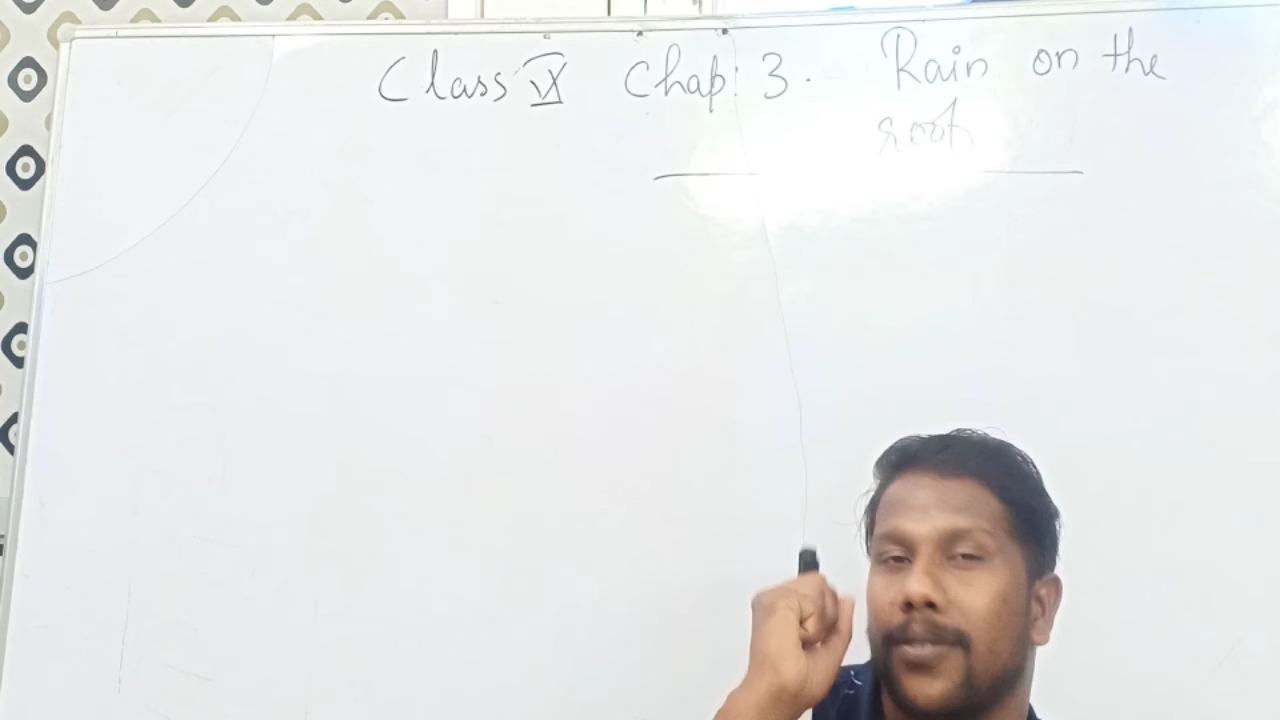 Class IX Chap: 3. Rain on the
roof